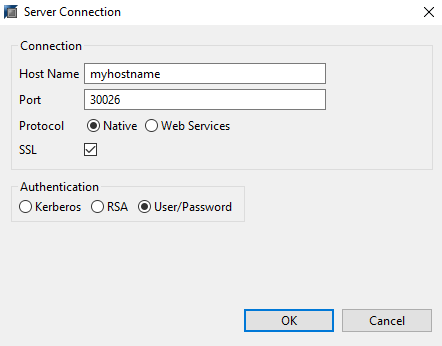 Server Connection
Connection
Host Name myhostname
Port 30026
Protocol Native Web Services
SSL
Authentication
Kerberos RSA User/Password
OK Cancel